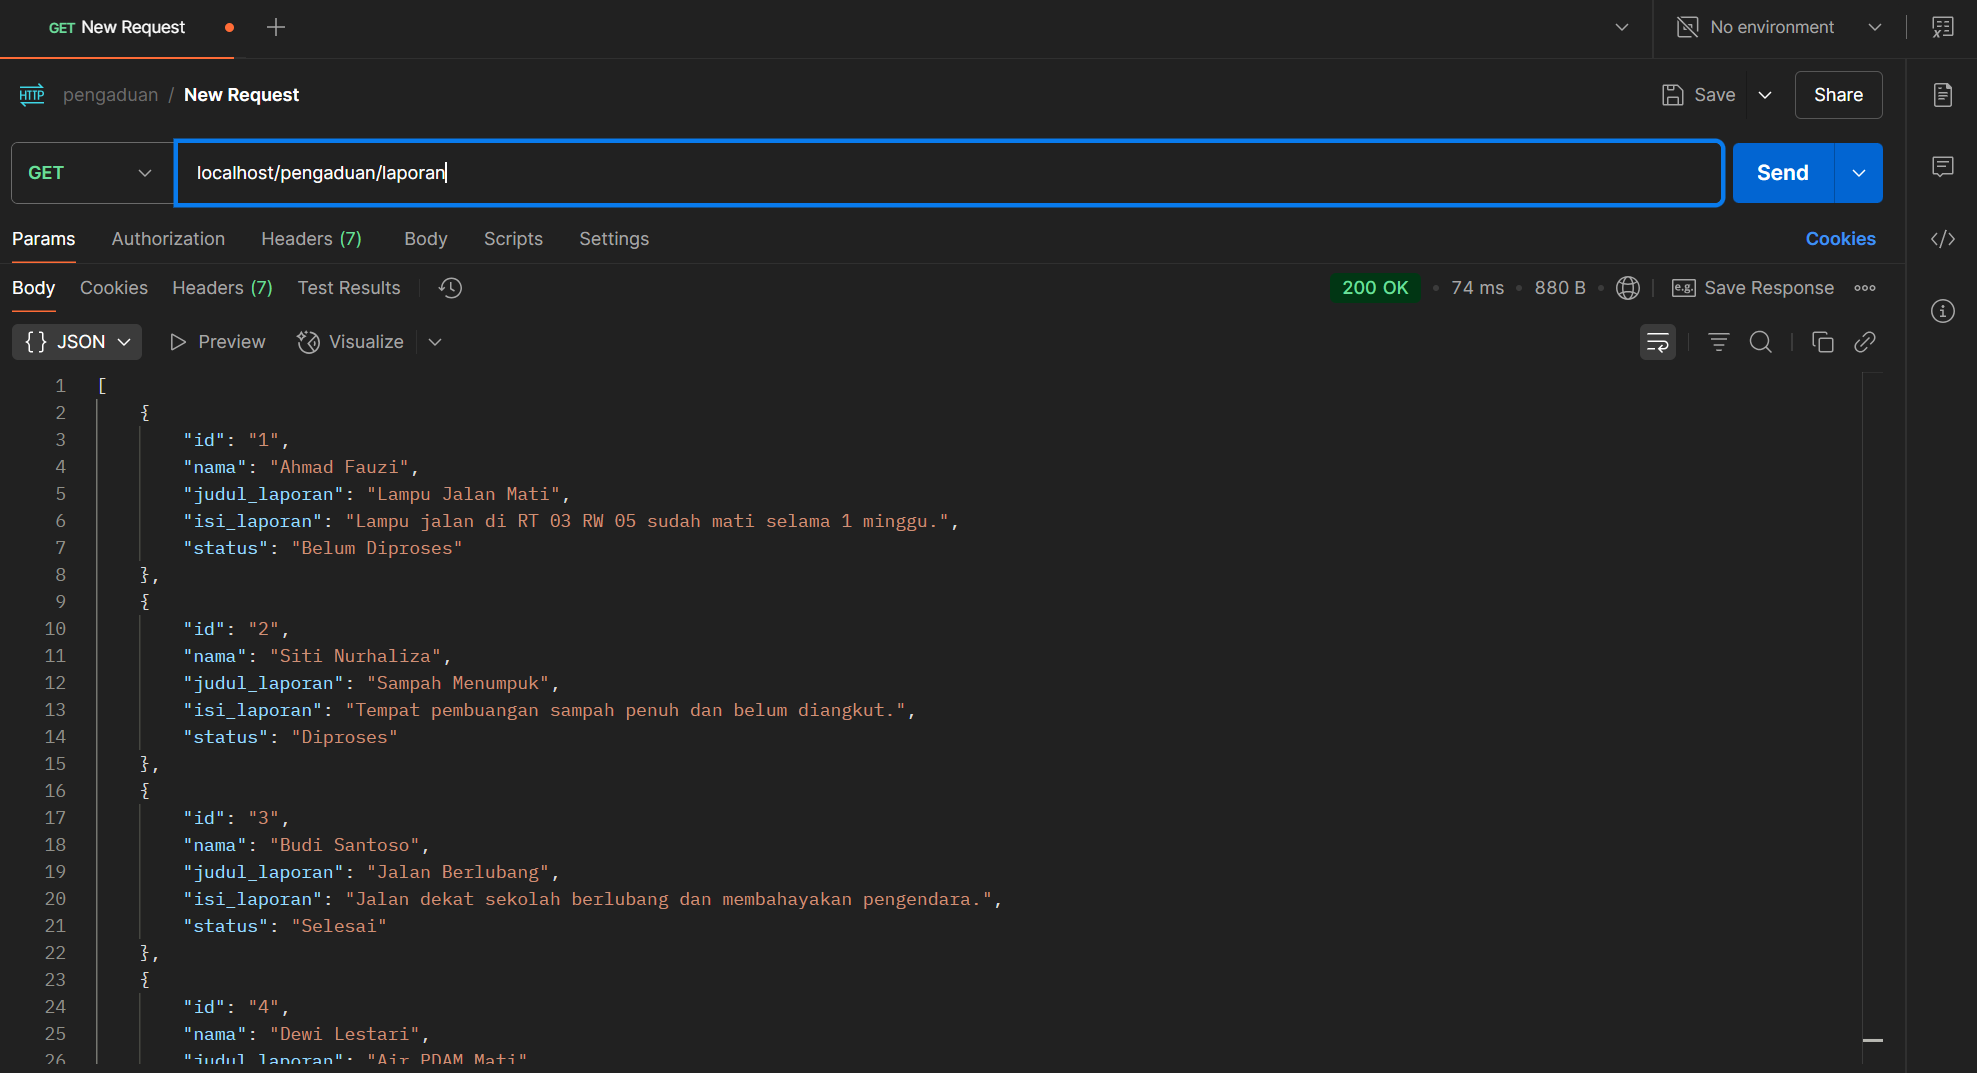 GET New Request
No environment
HTTP pengaduan / New Request
Save
Share
GET
localhost/pengaduan/laporan
Send
Params Authorization Headers (7) Body Scripts Settings
Cookies
Body Cookies Headers (7) Test Results
200 OK • 74 ms • 880 B •
e.g. Save Response
{} JSON Preview Visualize
1 [
2 {
3 "id": "1",
4 "nama": "Ahmad Fauzi",
5 "judul_laporan": "Lampu Jalan Mati",
6 "isi_laporan": "Lampu jalan di RT 03 RW 05 sudah mati selama 1 minggu.",
7 "status": "Belum Diproses"
8 },
9 {
10 "id": "2",
11 "nama": "Siti Nurhaliza",
12 "judul_laporan": "Sampah Menumpuk",
13 "isi_laporan": "Tempat pembuangan sampah penuh dan belum diangkut.",
14 "status": "Diproses"
15 },
16 {
17 "id": "3",
18 "nama": "Budi Santoso",
19 "judul_laporan": "Jalan Berlubang",
20 "isi_laporan": "Jalan dekat sekolah berlubang dan membahayakan pengendara.",
21 "status": "Selesai"
22 },
23 {
24 "id": "4",
25 "nama": "Dewi Lestari",
26 "judul_laporan": "Air PDAM Mati"